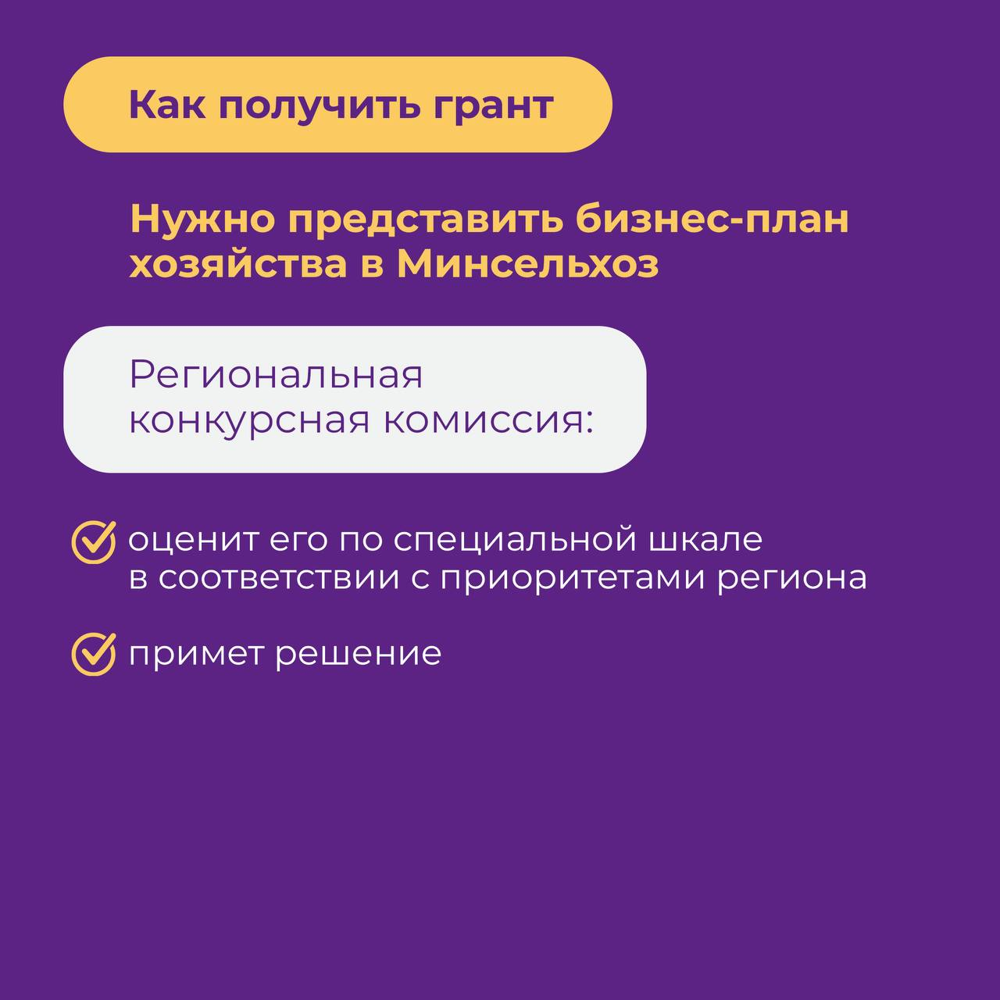 Как получить грант
Нужно представить бизнес-план
хозяйства в Минсельхоз
Региональная
конкурсная комиссия:
оценит его по специальной шкале
в соответствии с приоритетами региона
примет решение